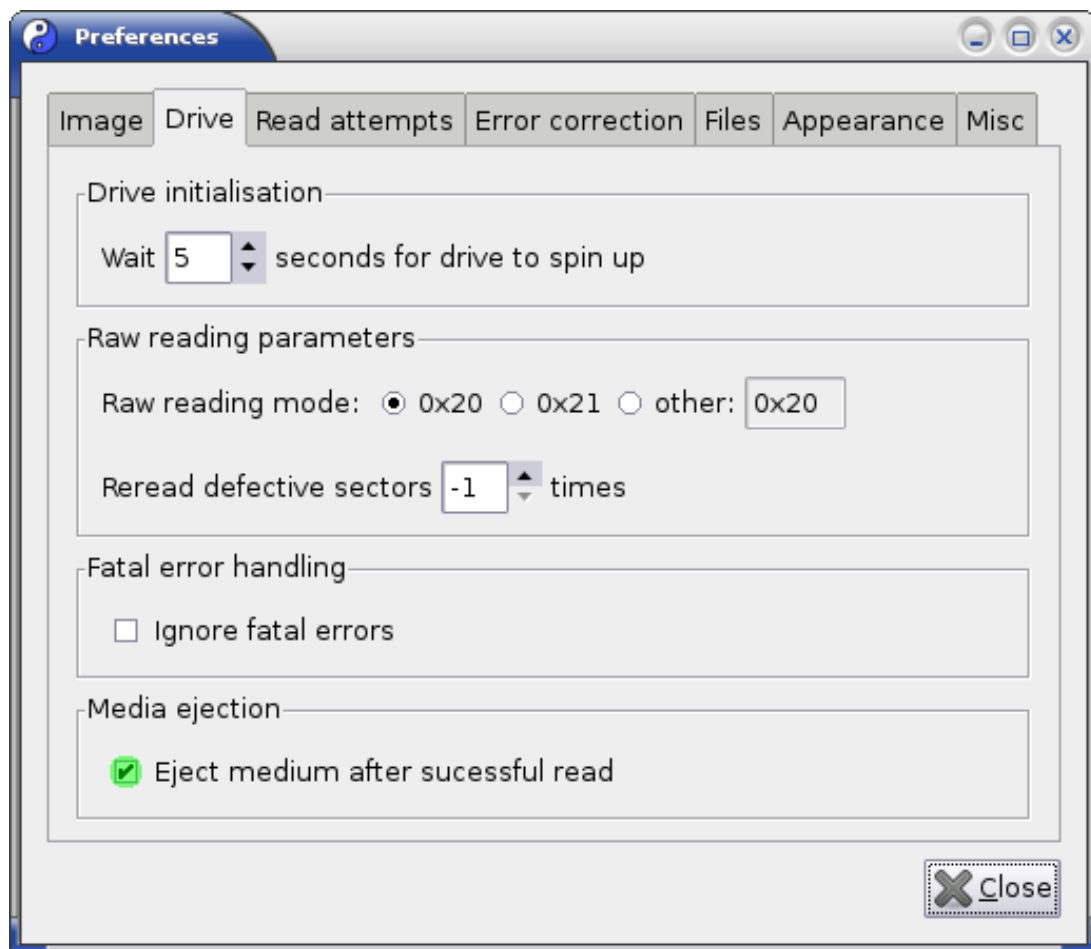 Preferences
Image Drive Read attempts Error correction Files Appearance Misc
Drive initialisation
Wait 5 seconds for drive to spin up
Raw reading parameters
Raw reading mode: 0x20 0x21 other: 0x20
Reread defective sectors -1 times
Fatal error handling
Ignore fatal errors
Media ejection
Eject medium after sucessful read
Close